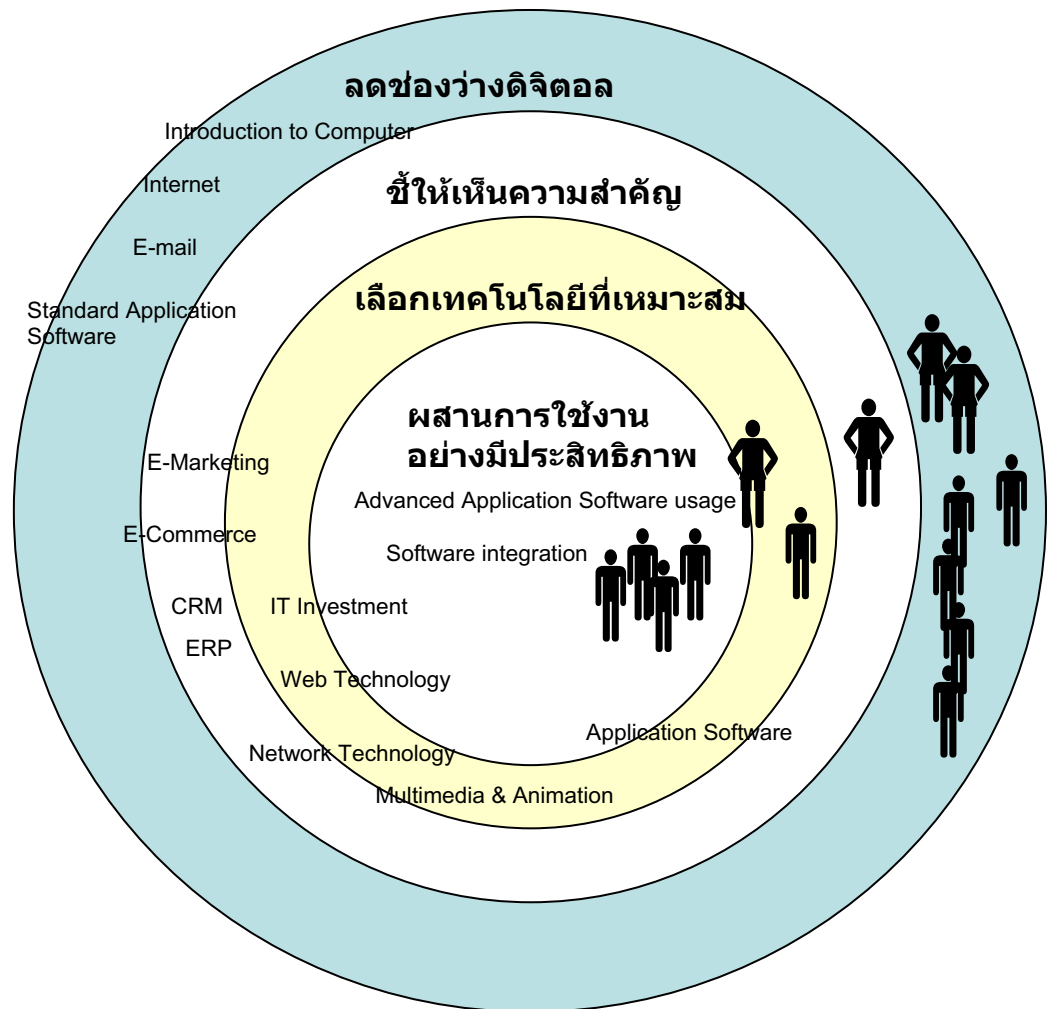 ลดช่องว่างดิจิตอล
Introduction to Computer
Internet
ชี้ให้เห็นความสำคัญ
E-mail
เลือกเทคโนโลยีที่เหมาะสม
Standard Application
Software
ผสานการใช้งาน
อย่างมีประสิทธิภาพ
E-Marketing
Advanced Application Software usage
E-Commerce
Software integration
CRM
IT Investment
ERP
Web Technology
Application Software
Network Technology
Multimedia & Animation